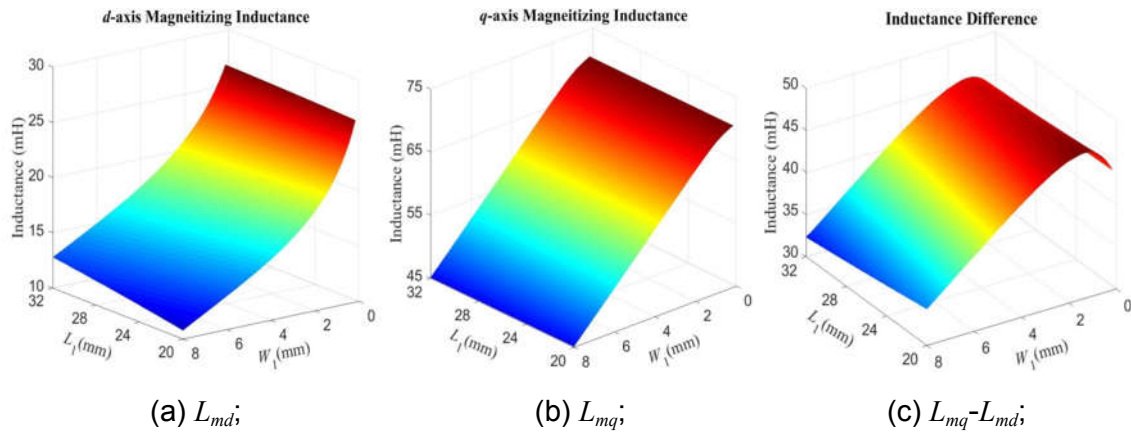 d-axis Magneitizing Inductance
Inductance (mH)
30
25
20
15
10
32
28
24
20
L1(mm)
8
6
4
2
0
W1(mm)
(a) Lmd;
q-axis Magneitizing Inductance
Inductance (mH)
75
65
55
45
32
28
24
20
L1(mm)
8
6
4
2
0
W1(mm)
(b) Lmq;
Inductance Difference
Inductance (mH)
50
45
40
35
30
32
28
24
20
L1(mm)
8
6
4
2
0
W1(mm)
(c) Lmq-Lmd;